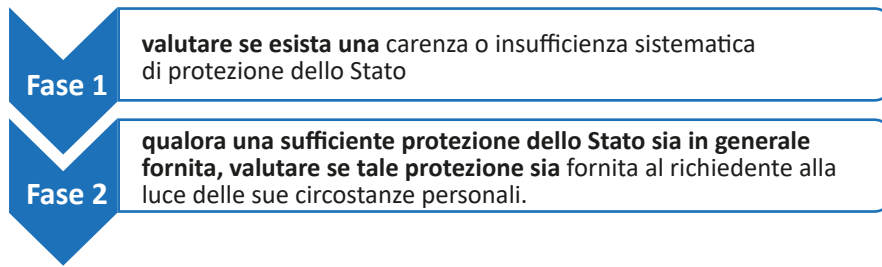 Fase 1
valutare se esista una carenza o insufficienza sistematica
di protezione dello Stato
Fase 2
qualora una sufficiente protezione dello Stato sia in generale
fornita, valutare se tale protezione sia fornita al richiedente alla
luce delle sue circostanze personali.